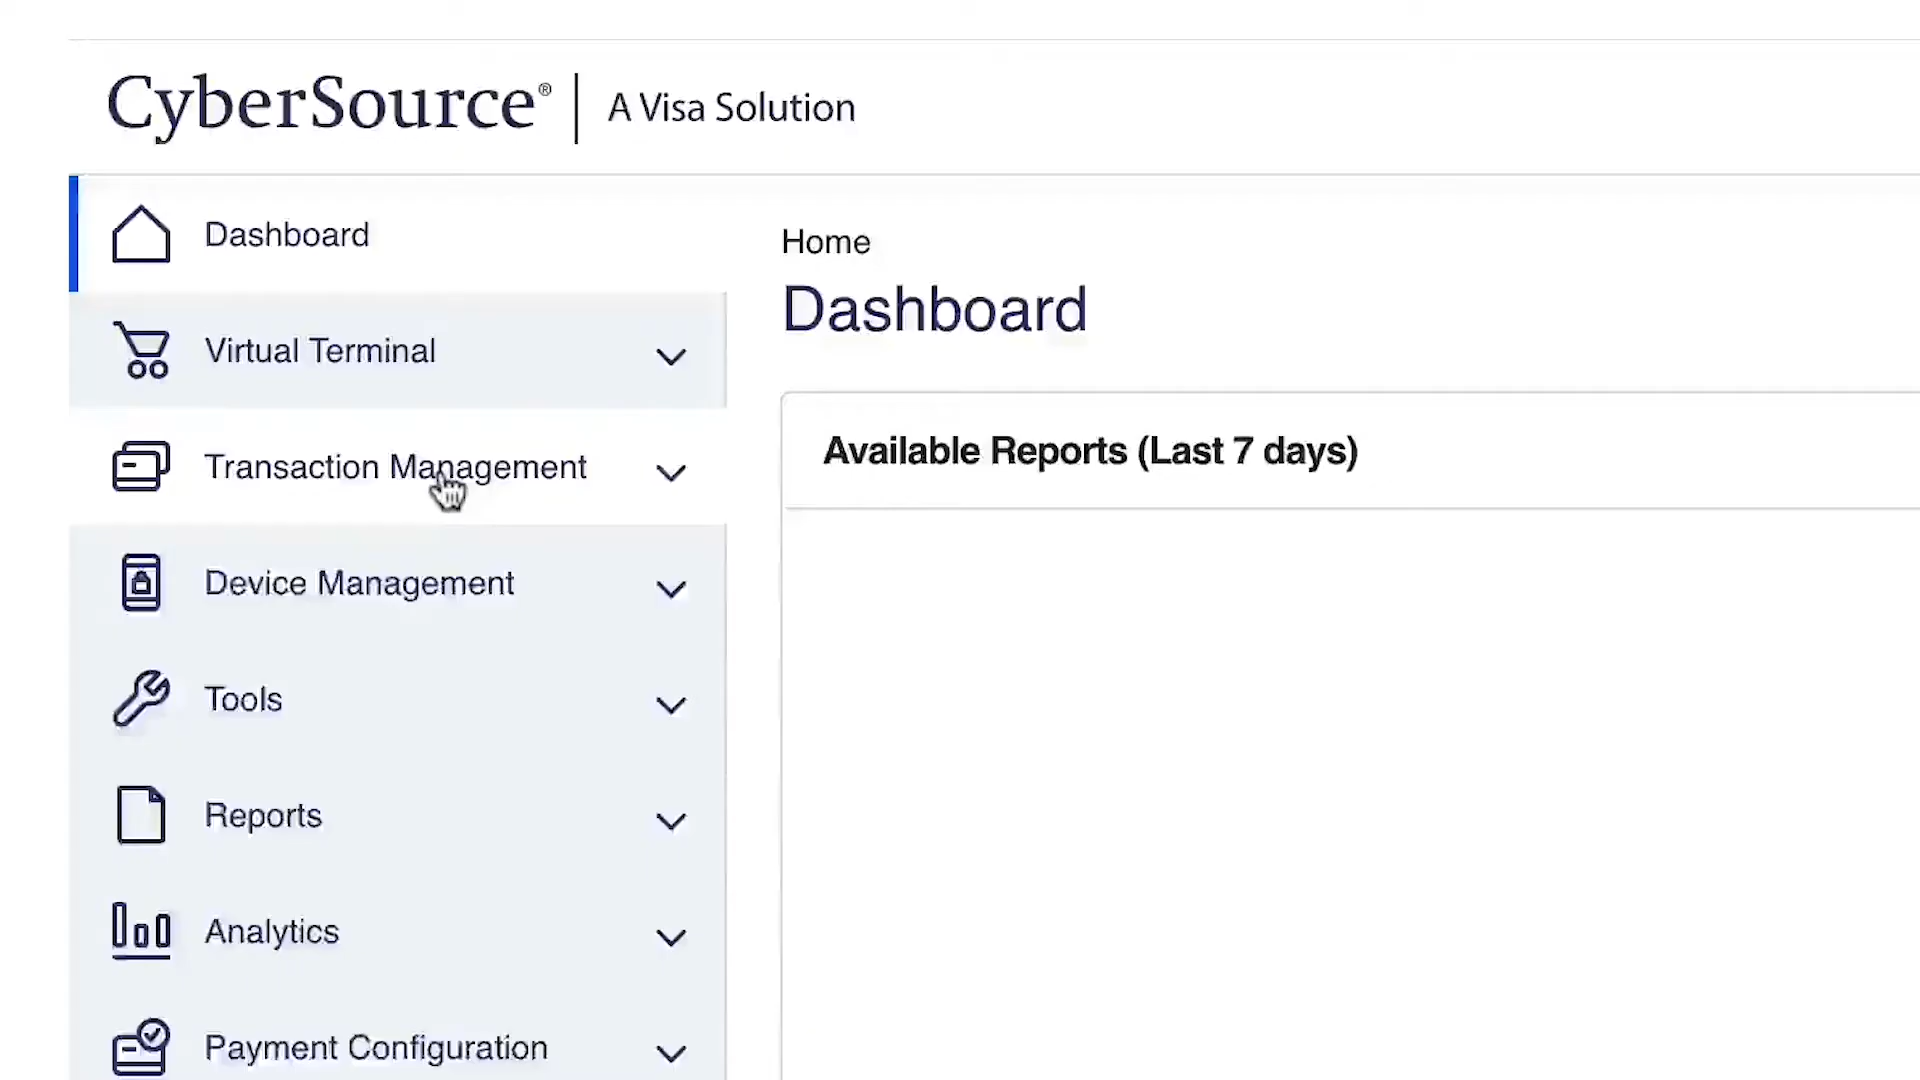 CyberSource® | A Visa Solution
Dashboard
Virtual Terminal
Transaction Management
Device Management
Tools
Reports
Analytics
Payment Configuration
Home
Dashboard
Available Reports (Last 7 days)